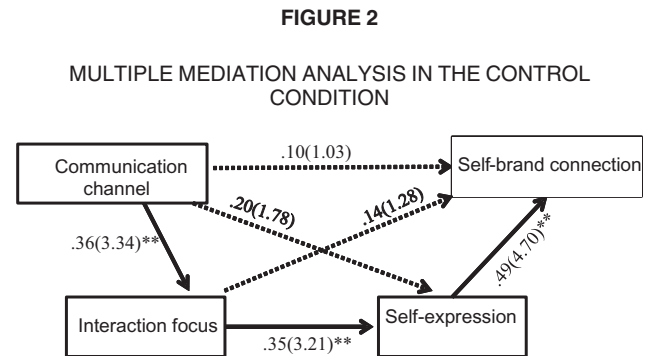 FIGURE 2
MULTIPLE MEDIATION ANALYSIS IN THE CONTROL
CONDITION
Communication
channel
.10(1.03)
Self-brand connection
.20(1.78)
.14(1.28)
.36(3.34)**
.49(4.70)**
Interaction focus
.35(3.21)**
Self-expression